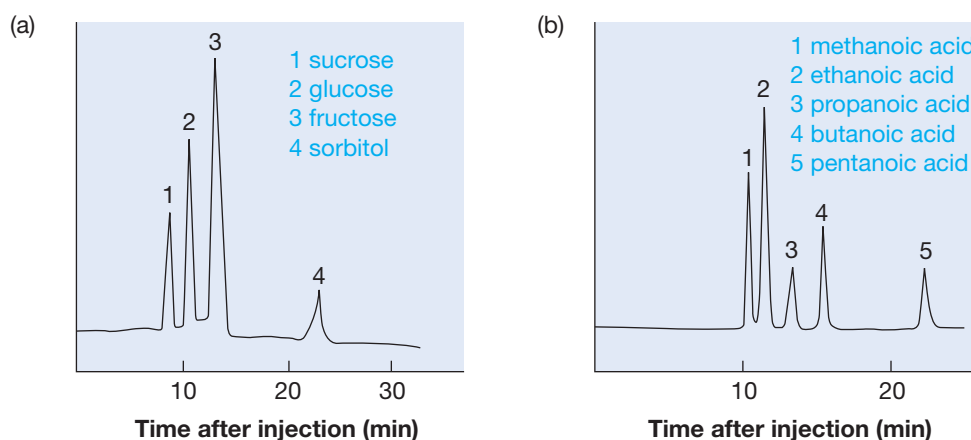 (a)
3
1 sucrose
2 glucose
3 fructose
4 sorbitol
2
1
4
10 20 30
Time after injection (min)
(b)
1 methanoic acid
2 ethanoic acid
3 propanoic acid
4 butanoic acid
5 pentanoic acid
2
1
4
3
5
10 20
Time after injection (min)